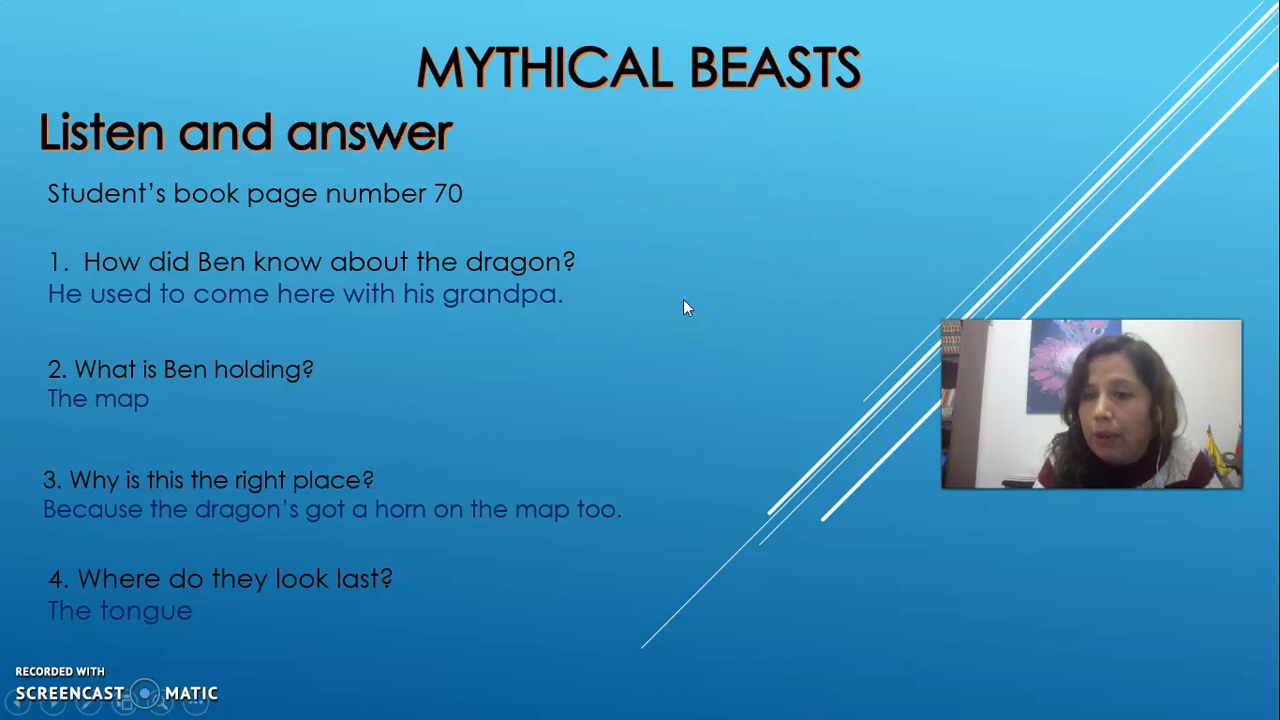 MYTHICAL BEASTS
Listen and answer
Student’s book page number 70
1. How did Ben know about the dragon?
He used to come here with his grandpa.
2. What is Ben holding?
The map
3. Why is this the right place?
Because the dragon’s got a horn on the map too.
4. Where do they look last?
The tongue
RECORDED WITH
SCREENCAST MATIC